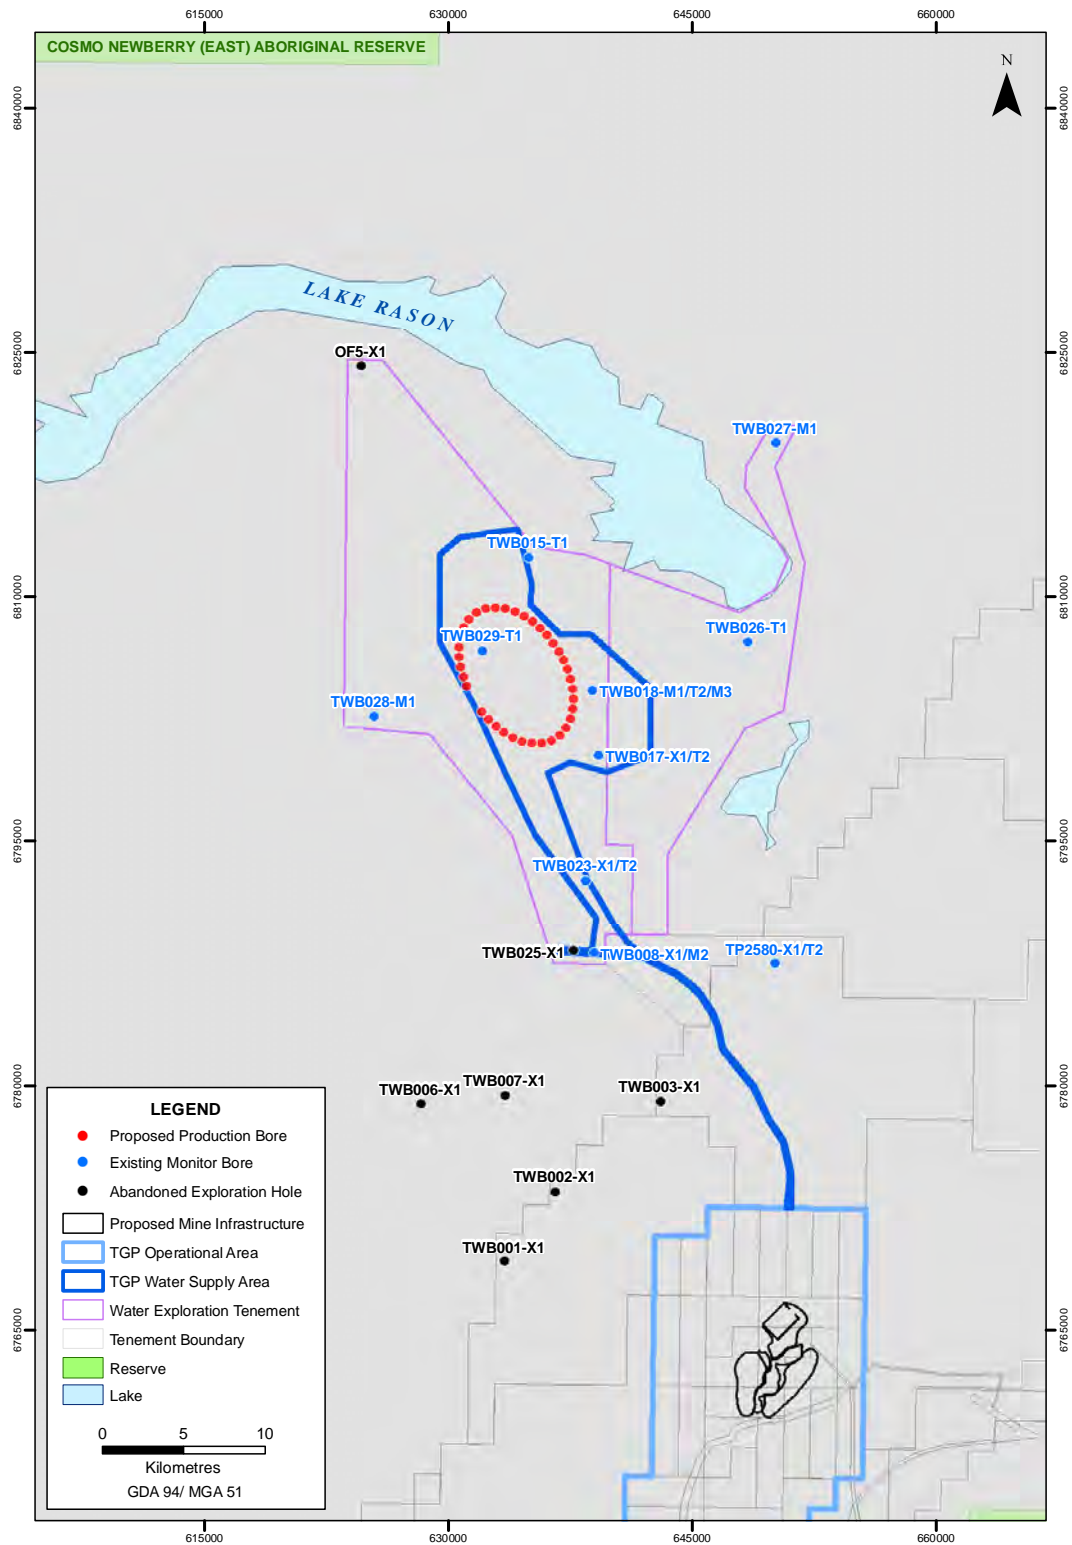 615000
630000
645000
660000
COSMO NEWBERRY (EAST) ABORIGINAL RESERVE
N
6840000
6840000
LAKE RASON
OF5-X1
6825000
6825000
TWB027-M1
TWB015-T1
6810000
6810000
TWB026-T1
TWB029-T1
TWB018-M1/T2/M3
TWB028-M1
TWB017-X1/T2
6795000
6795000
TWB023-X1/T2
TWB025-X1
TWB008-X1/M2
TP2580-X1/T2
6780000
6780000
TWB006-X1
TWB007-X1
TWB003-X1
TWB002-X1
TWB001-X1
6765000
6765000
LEGEND
Proposed Production Bore
Existing Monitor Bore
Abandoned Exploration Hole
Proposed Mine Infrastructure
TGP Operational Area
TGP Water Supply Area
Water Exploration Tenement
Tenement Boundary
Reserve
Lake
0 5 10
Kilometres
GDA 94/ MGA 51
615000
630000
645000
660000